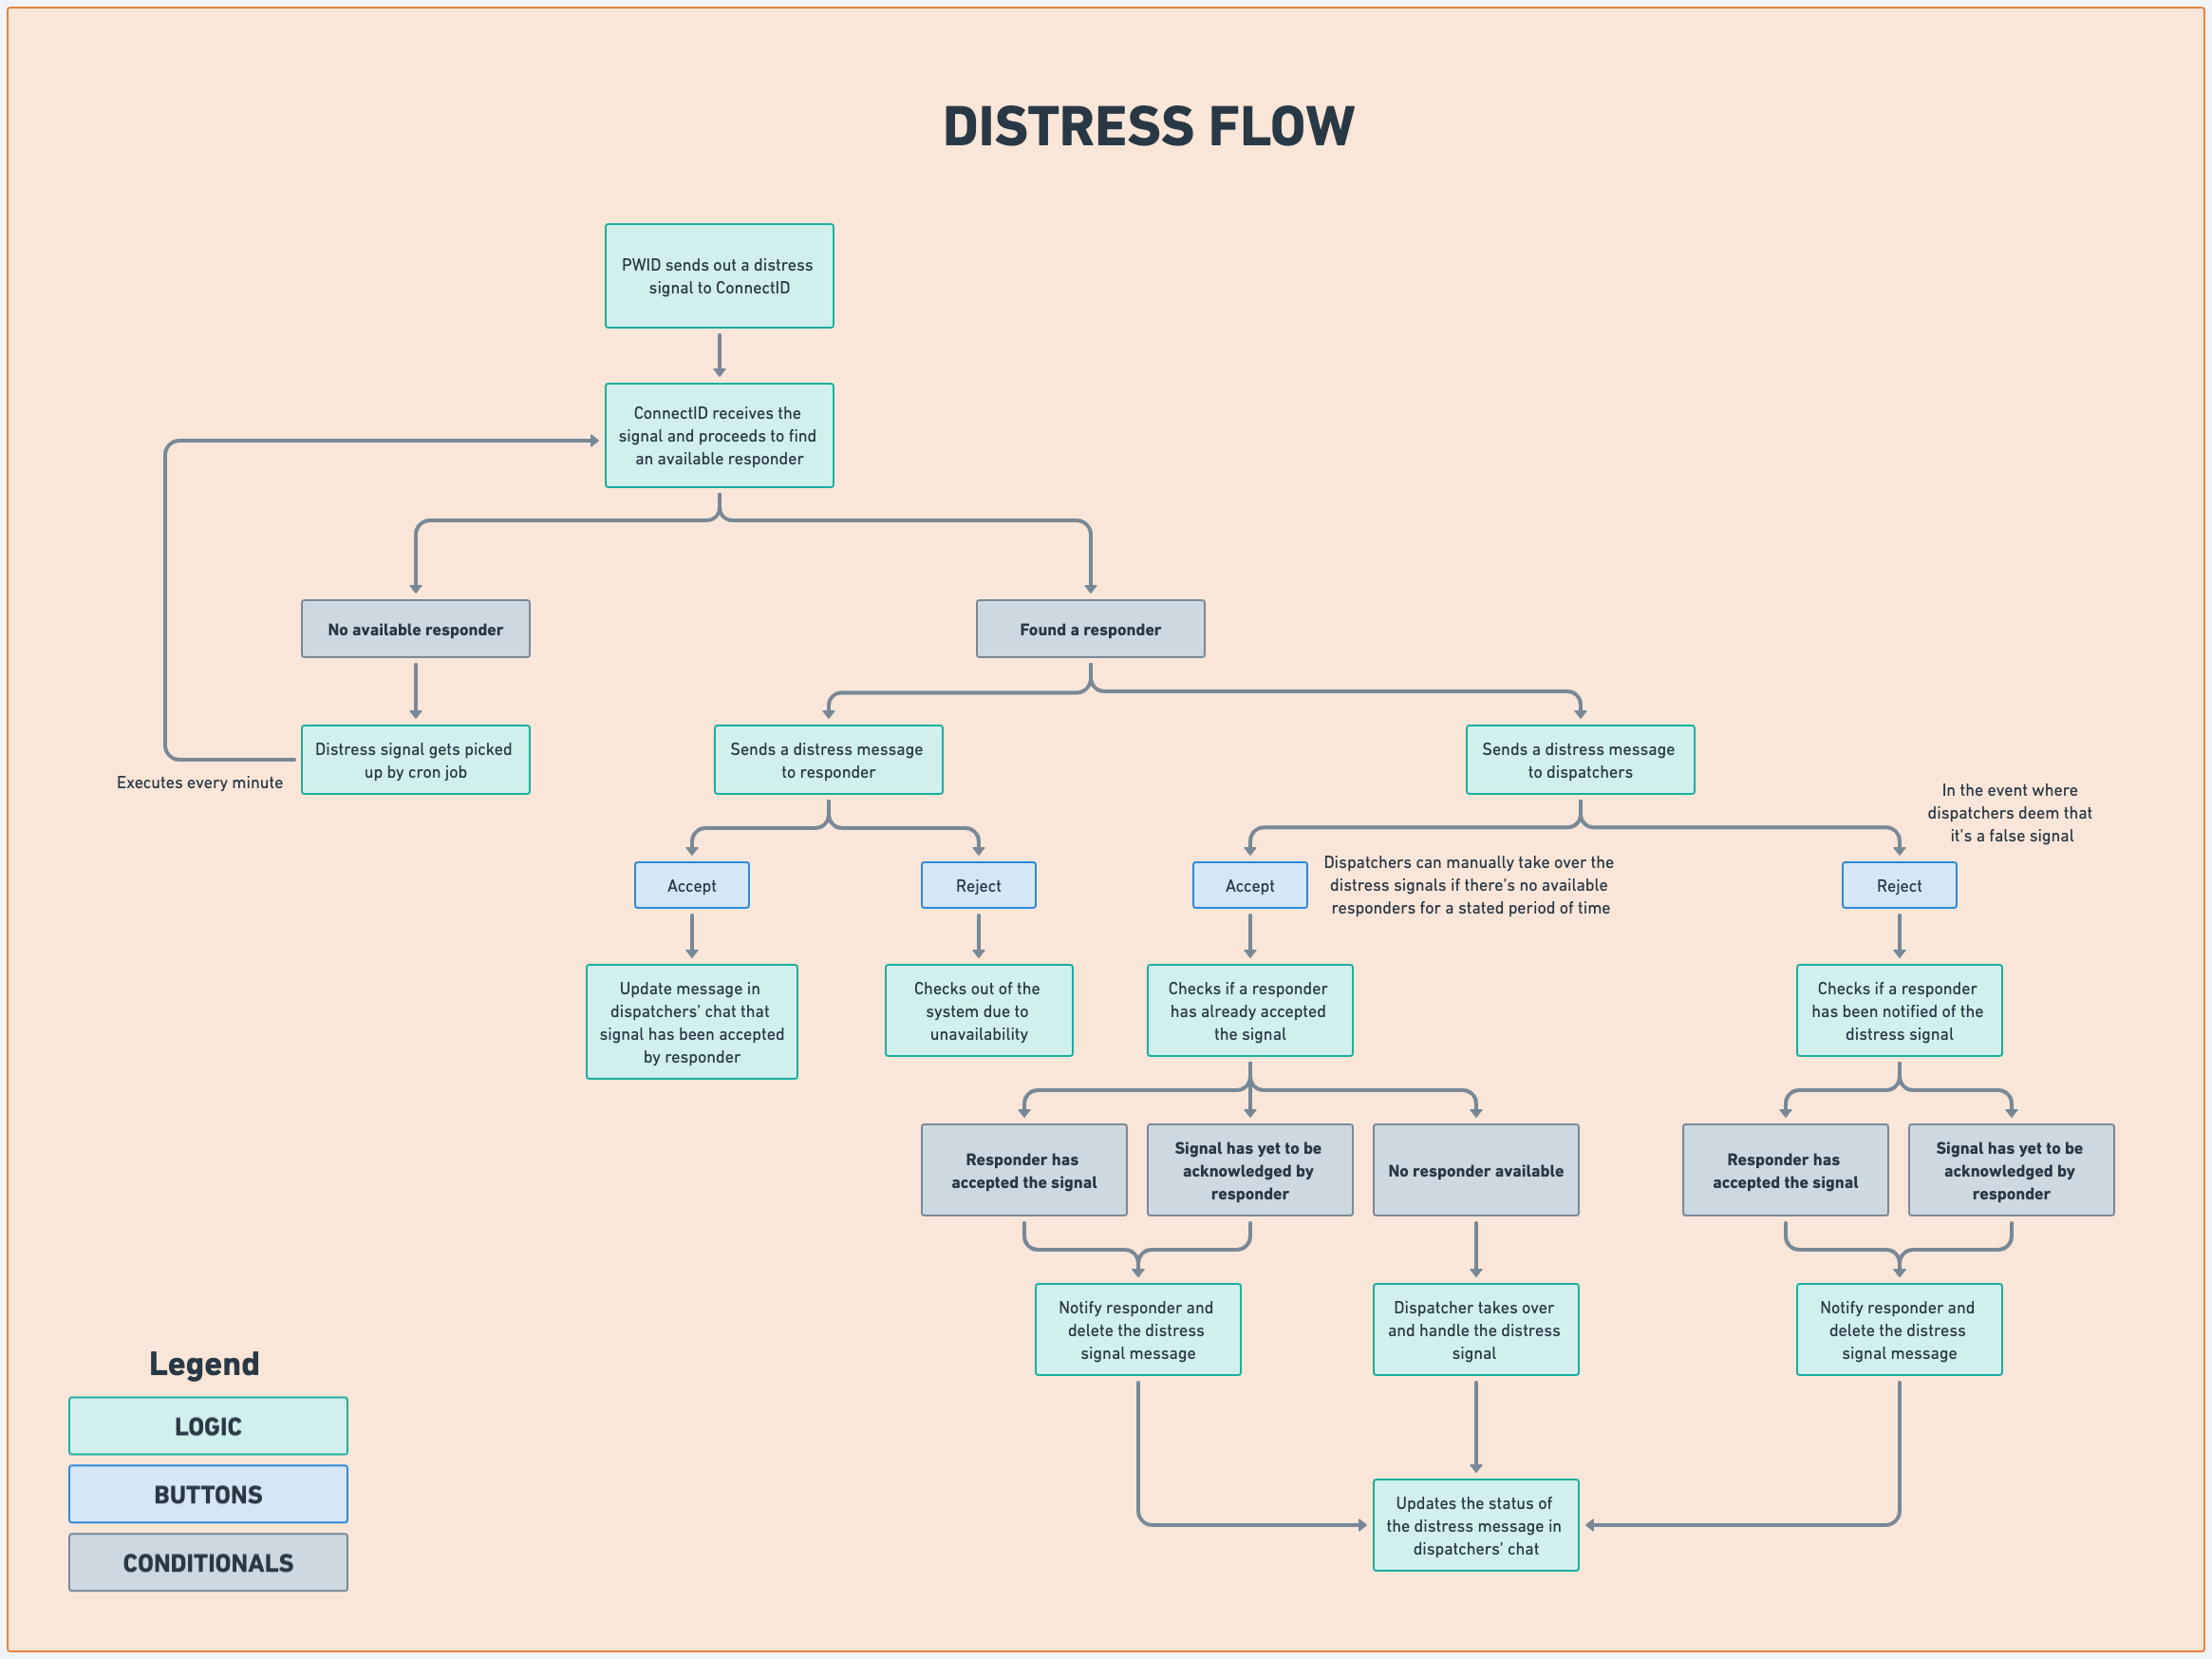 DISTRESS FLOW
PWID sends out a distress
signal to ConnectID
ConnectID receives the
signal and proceeds to find
an available responder
No available responder
Found a responder
Distress signal gets picked
up by cron job
Executes every minute
Sends a distress message
to responder
Sends a distress message
to dispatchers
In the event where
dispatchers deem that
it's a false signal
Accept
Reject
Accept
Dispatchers can manually take over the
distress signals if there's no available
responders for a stated period of time
Reject
Update message in
dispatchers' chat that
signal has been accepted
by responder
Checks out of the
system due to
unavailability
Checks if a responder
has already accepted
the signal
Checks if a responder
has been notified of the
distress signal
Responder has
accepted the signal
Signal has yet to be
acknowledged by
responder
No responder available
Responder has
accepted the signal
Signal has yet to be
acknowledged by
responder
Notify responder and
delete the distress
signal message
Dispatcher takes over
and handle the distress
signal
Notify responder and
delete the distress
signal message
Updates the status of
the distress message in
dispatchers' chat
Legend
LOGIC
BUTTONS
CONDITIONALS